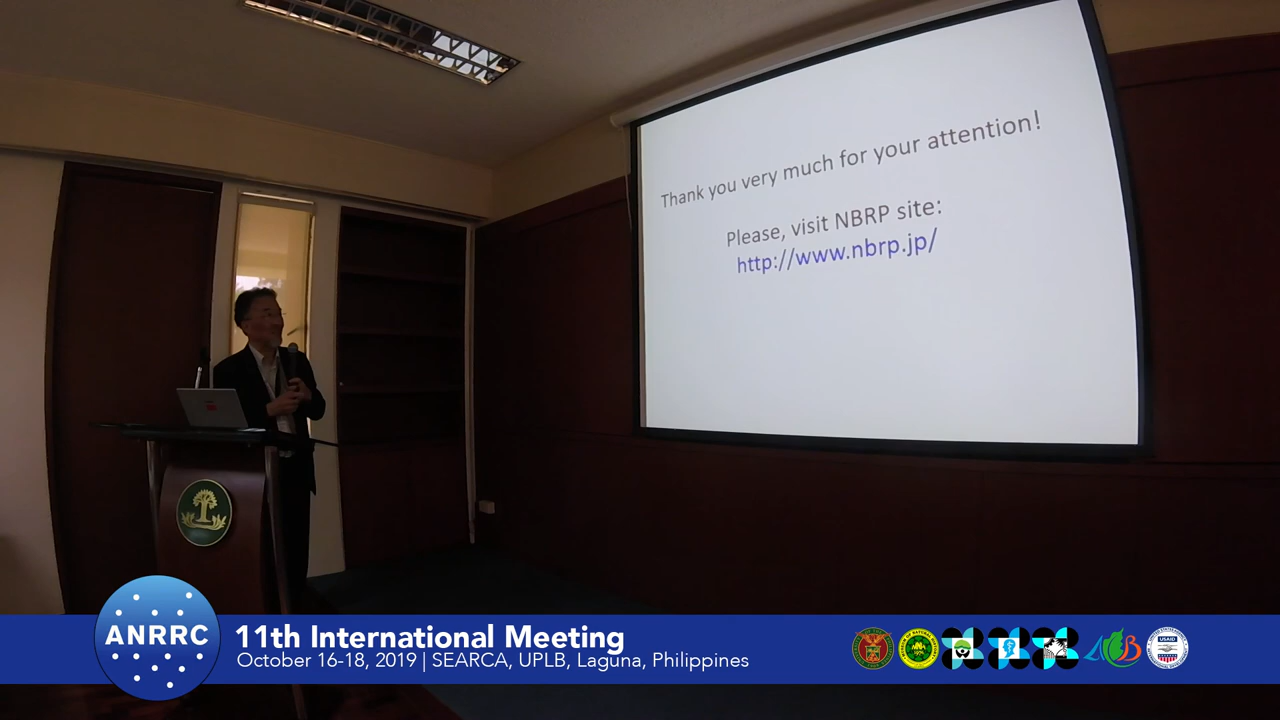 Thank you very much for your attention!
Please, visit NBRP site:
http://www.nbrp.jp/
ANRRC
11th International Meeting
October 16-18, 2019 | SEARCA, UPLB, Laguna, Philippines
USAID